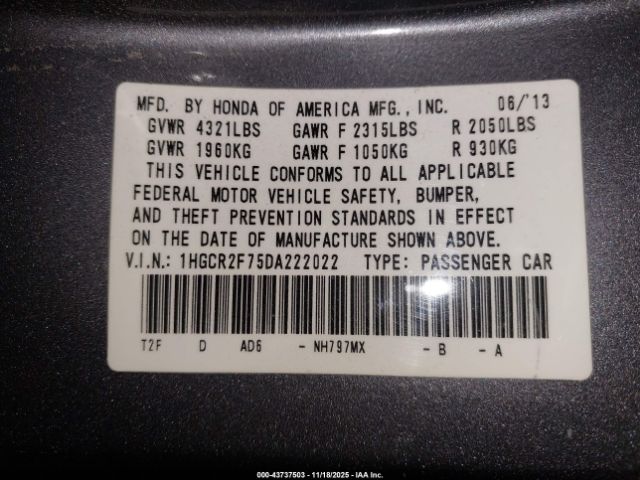 MFD. BY HONDA OF AMERICA MFG., INC. 06/'13
GVWR 4321LBS GAWR F 2315LBS R 2050LBS
GVWR 1960KG GAWR F 1050KG R 930KG
THIS VEHICLE CONFORMS TO ALL APPLICABLE
FEDERAL MOTOR VEHICLE SAFETY, BUMPER,
AND THEFT PREVENTION STANDARDS IN EFFECT
ON THE DATE OF MANUFACTURE SHOWN ABOVE.
V.I.N.: 1HGCR2F75DA222022 TYPE: PASSENGER CAR
T2F D AD6 - NH797MX - B - A
000-43737503 - 11/18/2025 - IAA Inc.